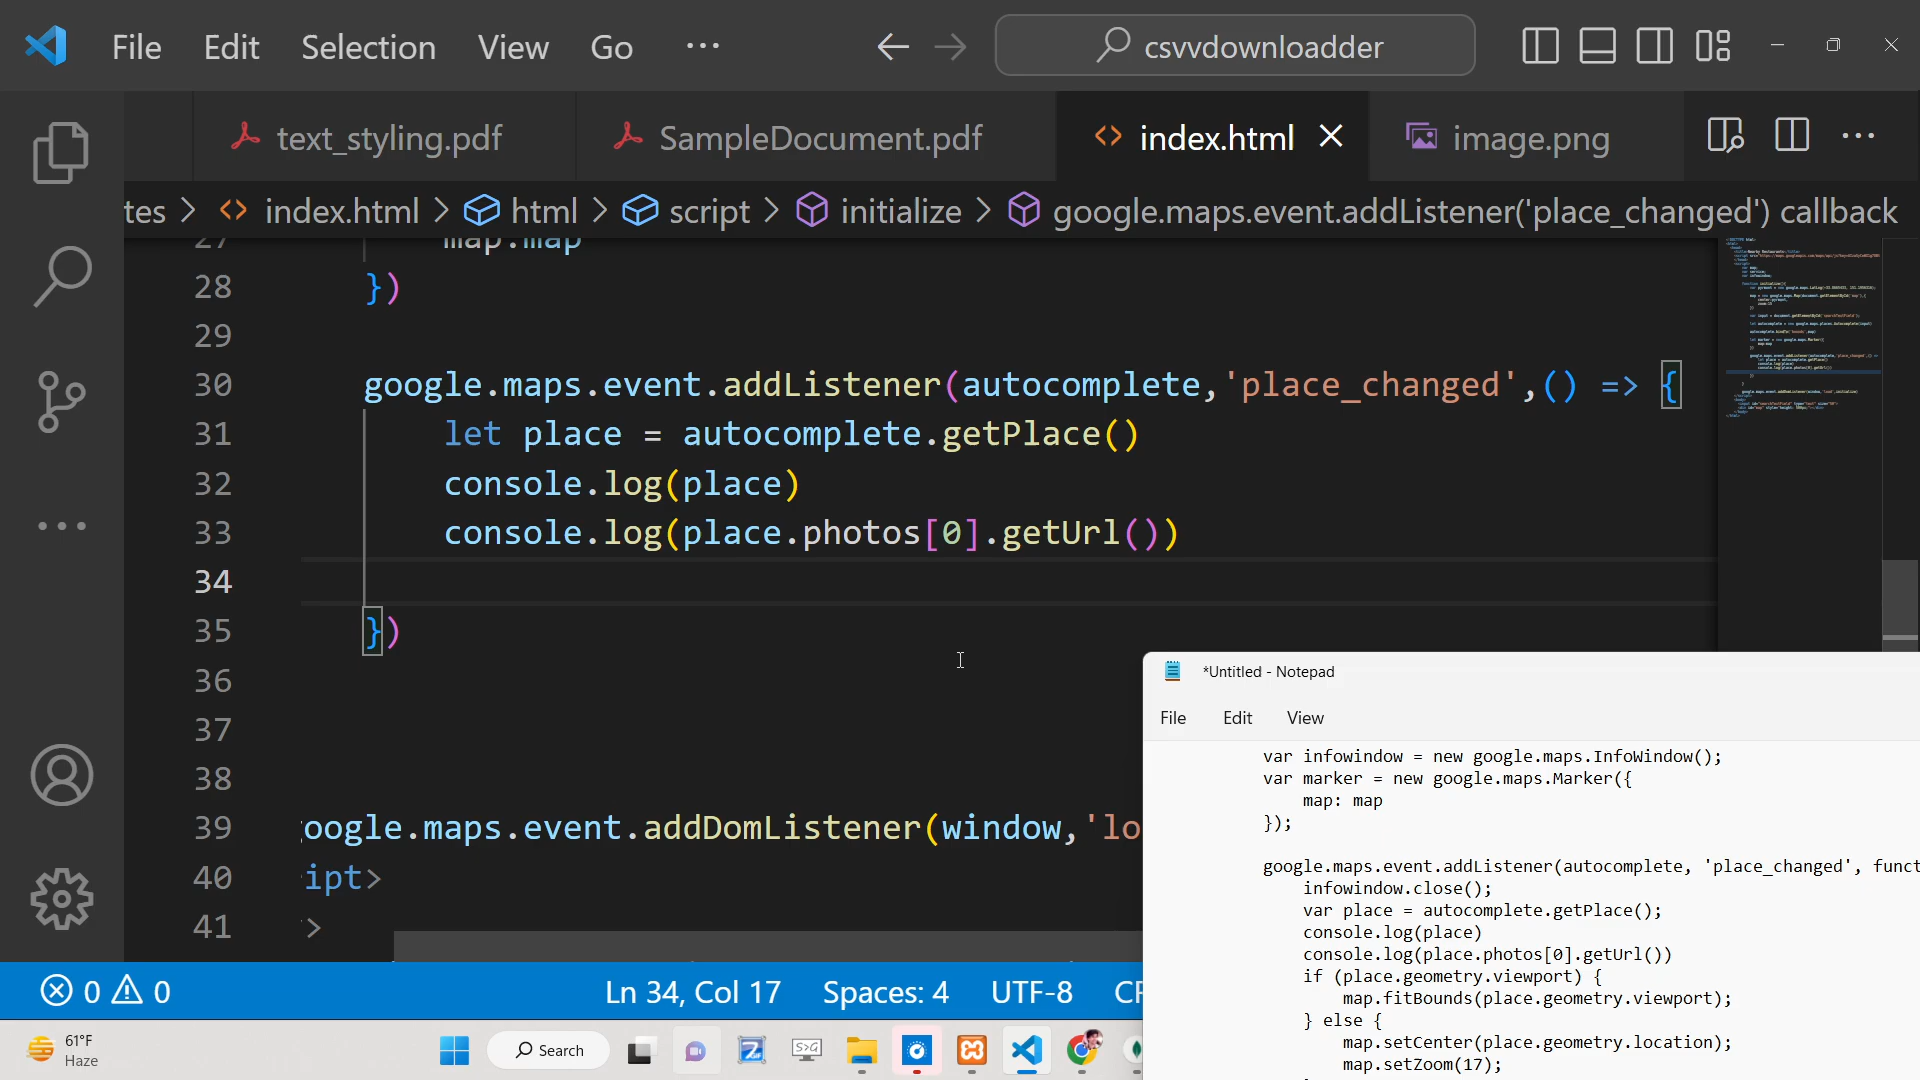 File Edit Selection View Go ...
csvvdownloadder
text_styling.pdf SampleDocument.pdf index.html image.png
tes > index.html > html > script > initialize > google.maps.event.addListener('place_changed') callback
27 map:map
28 })
29
30 google.maps.event.addListener(autocomplete,'place_changed',() => {
31 let place = autocomplete.getPlace()
32 console.log(place)
33 console.log(place.photos[0].getUrl())
34
35 })
36
37
38
39 oogle.maps.event.addDomListener(window,'lo
40 ipt>
41 >
0 0 Ln 34, Col 17 Spaces: 4 UTF-8
*Untitled - Notepad
File Edit View
var infowindow = new google.maps.InfoWindow();
var marker = new google.maps.Marker({
map: map
});
google.maps.event.addListener(autocomplete, 'place_changed', funct
infowindow.close();
var place = autocomplete.getPlace();
console.log(place)
console.log(place.photos[0].getUrl())
if (place.geometry.viewport) {
map.fitBounds(place.geometry.viewport);
} else {
map.setCenter(place.geometry.location);
map.setZoom(17);
61°F
Haze
Search